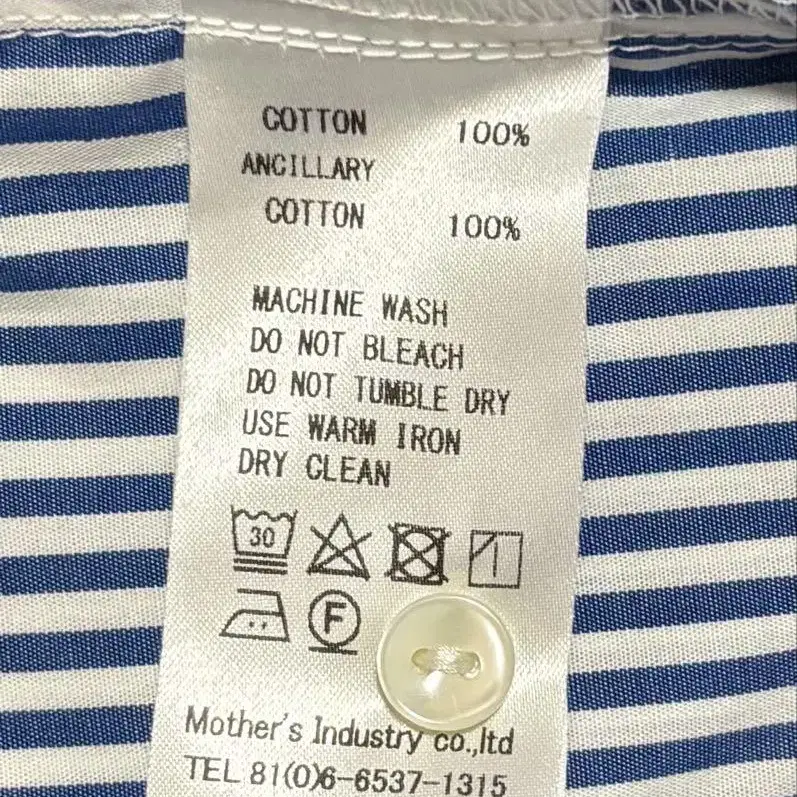 COTTON 100%
ANCILLARY
COTTON 100%
MACHINE WASH
DO NOT BLEACH
DO NOT TUMBLE DRY
USE WARM IRON
DRY CLEAN
30
F
Mother's Industry co.,ltd
TEL 81(0)6-6537-1315